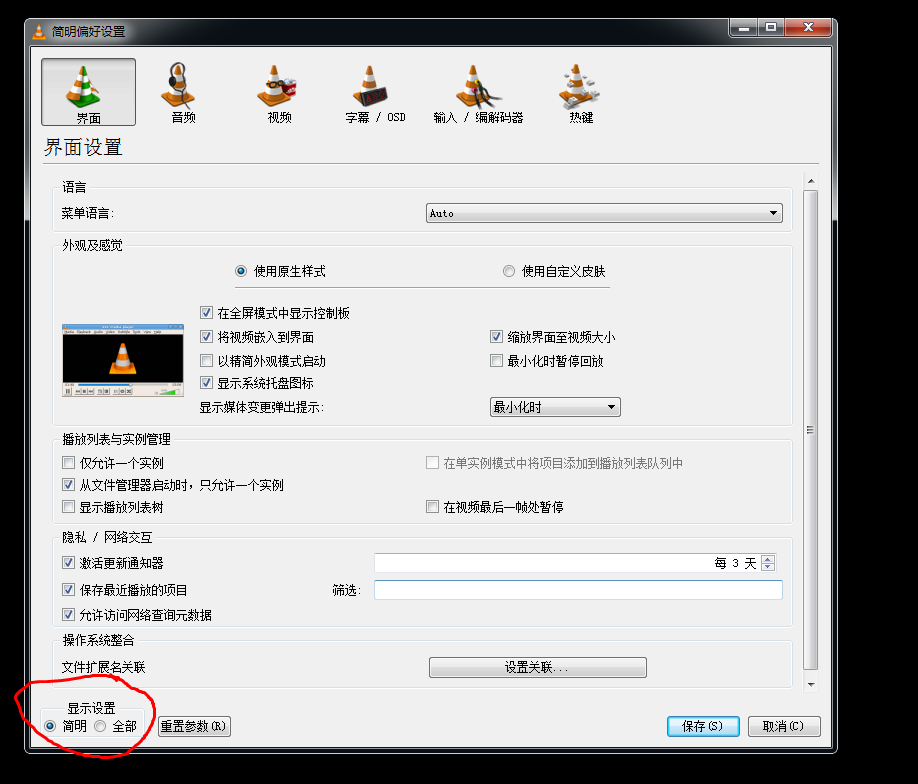 简明偏好设置
界面 音频 视频 字幕 / OSD 输入 / 编解码器 热键
界面设置
语言
菜单语言: Auto
外观及感觉
使用原生样式 使用自定义皮肤
在全屏模式中显示控制板
将视频嵌入到界面 缩放界面至视频大小
以精简外观模式启动 最小化时暂停回放
显示系统托盘图标
显示媒体变更弹出提示: 最小化时
播放列表与实例管理
仅允许一个实例 在单实例模式中将项目添加到播放列表队列中
从文件管理器启动时，只允许一个实例
显示播放列表树 在视频最后一帧处暂停
隐私 / 网络交互
激活更新通知器 每 3 天
保存最近播放的项目 筛选:
允许访问网络查询元数据
操作系统整合
文件扩展名关联 设置关联...
显示设置
简明 全部 重置参数(R) 保存(S) 取消(C)